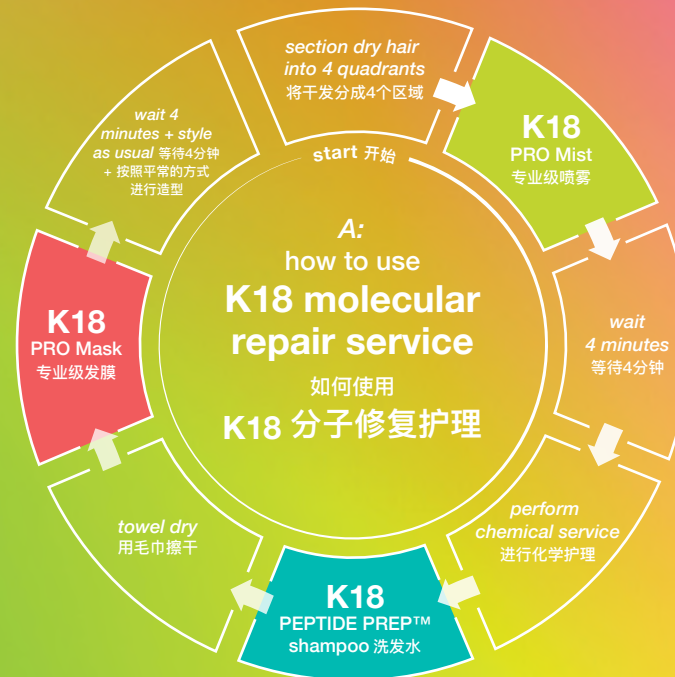 A:
how to use
K18 molecular
repair service
如何使用
K18 分子修复护理
start 开始
section dry hair
into 4 quadrants
将干发分成4个区域
K18
PRO Mist
专业级喷雾
wait
4 minutes
等待4分钟
perform
chemical service
进行化学护理
K18
PEPTIDE PREP™
shampoo 洗发水
towel dry
用毛巾擦干
K18
PRO Mask
专业级发膜
wait 4
minutes + style
as usual 等待4分钟
+ 按照平常的方式
进行造型